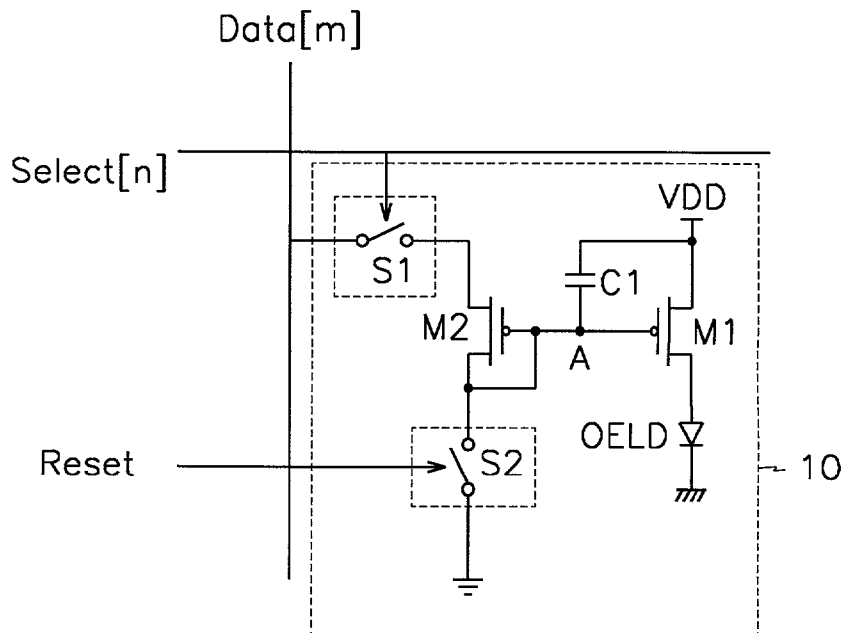 Data[m]
Select[n]
VDD
S1
C1
M2
M1
A
OELD
Reset
S2
10